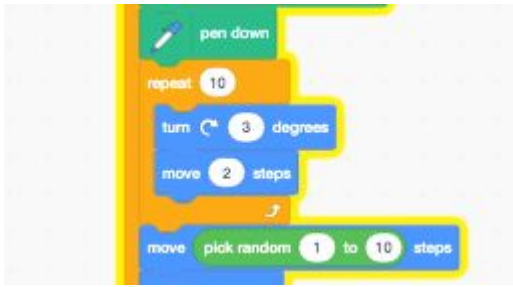 pen down
repeat 10
turn 3 degrees
move 2 steps
move pick random 1 to 10 steps